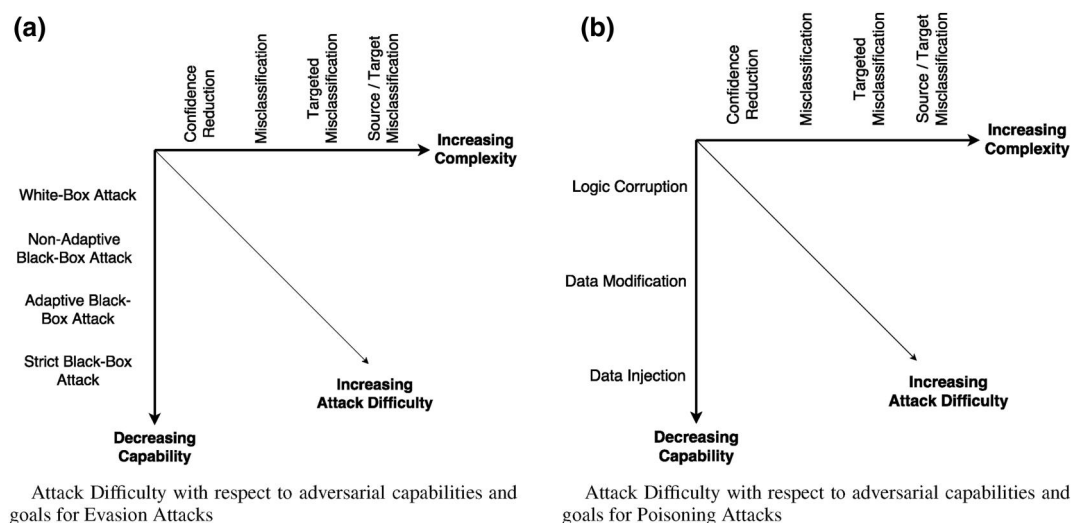 (a)
Confidence
Reduction
Misclassification
Targeted
Misclassification
Source / Target
Misclassification
Increasing
Complexity
White-Box Attack
Non-Adaptive
Black-Box Attack
Adaptive Black-
Box Attack
Strict Black-Box
Attack
Increasing
Attack Difficulty
Decreasing
Capability
Attack Difficulty with respect to adversarial capabilities and
goals for Evasion Attacks
(b)
Confidence
Reduction
Misclassification
Targeted
Misclassification
Source / Target
Misclassification
Increasing
Complexity
Logic Corruption
Data Modification
Data Injection
Increasing
Attack Difficulty
Decreasing
Capability
Attack Difficulty with respect to adversarial capabilities and
goals for Poisoning Attacks